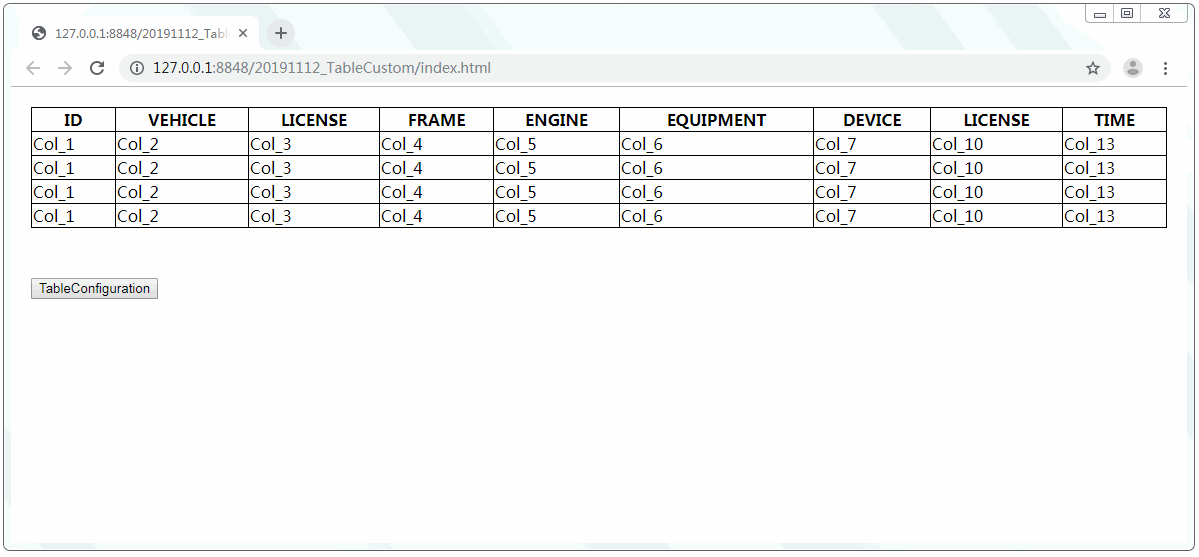 127.0.0.1:8848/20191112_Tabl
127.0.0.1:8848/20191112_TableCustom/index.html
ID VEHICLE LICENSE FRAME ENGINE EQUIPMENT DEVICE LICENSE TIME
Col_1 Col_2 Col_3 Col_4 Col_5 Col_6 Col_7 Col_10 Col_13
Col_1 Col_2 Col_3 Col_4 Col_5 Col_6 Col_7 Col_10 Col_13
Col_1 Col_2 Col_3 Col_4 Col_5 Col_6 Col_7 Col_10 Col_13
Col_1 Col_2 Col_3 Col_4 Col_5 Col_6 Col_7 Col_10 Col_13
TableConfiguration